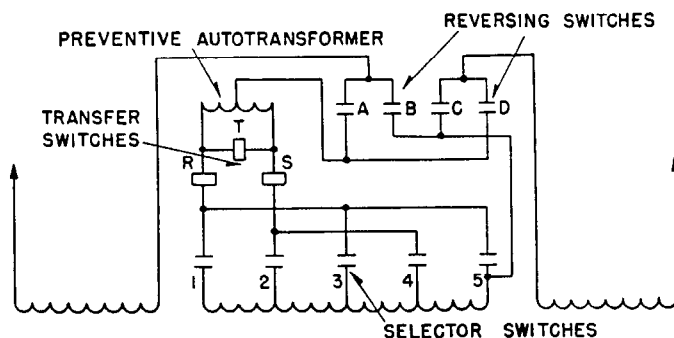 REVERSING SWITCHES
PREVENTIVE AUTOTRANSFORMER
A B C D
TRANSFER
SWITCHES
T
R S
1 2 3 4 5
SELECTOR SWITCHES